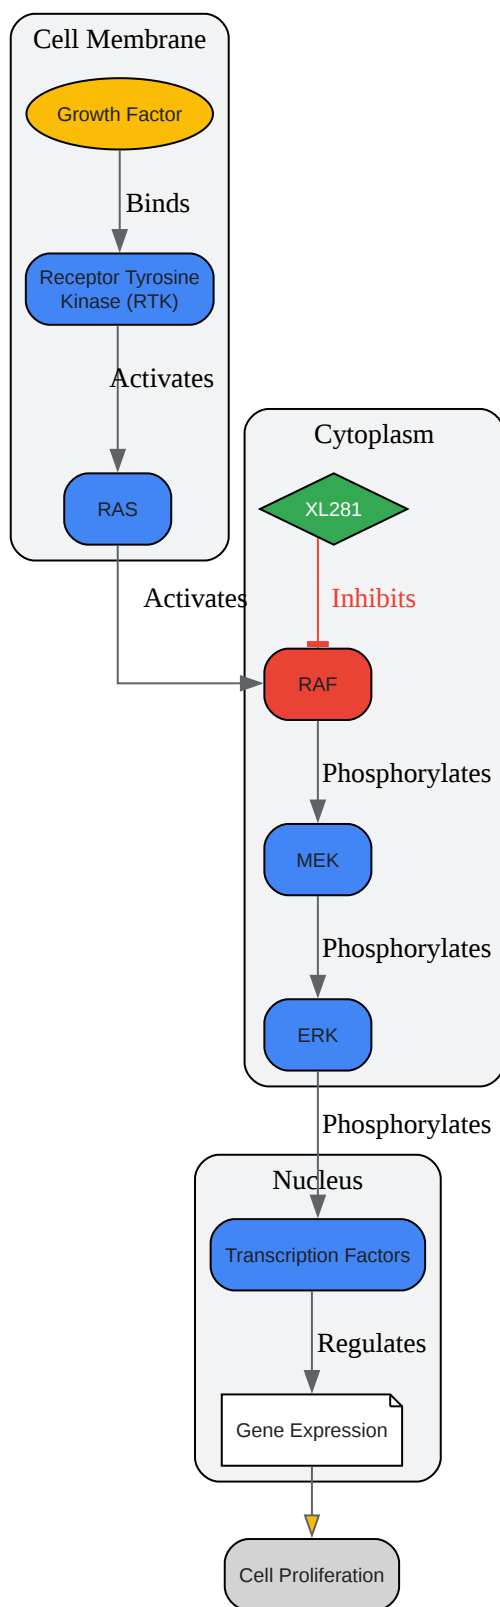 Cell Membrane
Growth Factor
Binds
Receptor Tyrosine
Kinase (RTK)
Activates
RAS
Activates
Cytoplasm
XL281
Inhibits
RAF
Phosphorylates
MEK
Phosphorylates
ERK
Phosphorylates
Nucleus
Transcription Factors
Regulates
Gene Expression
Cell Proliferation